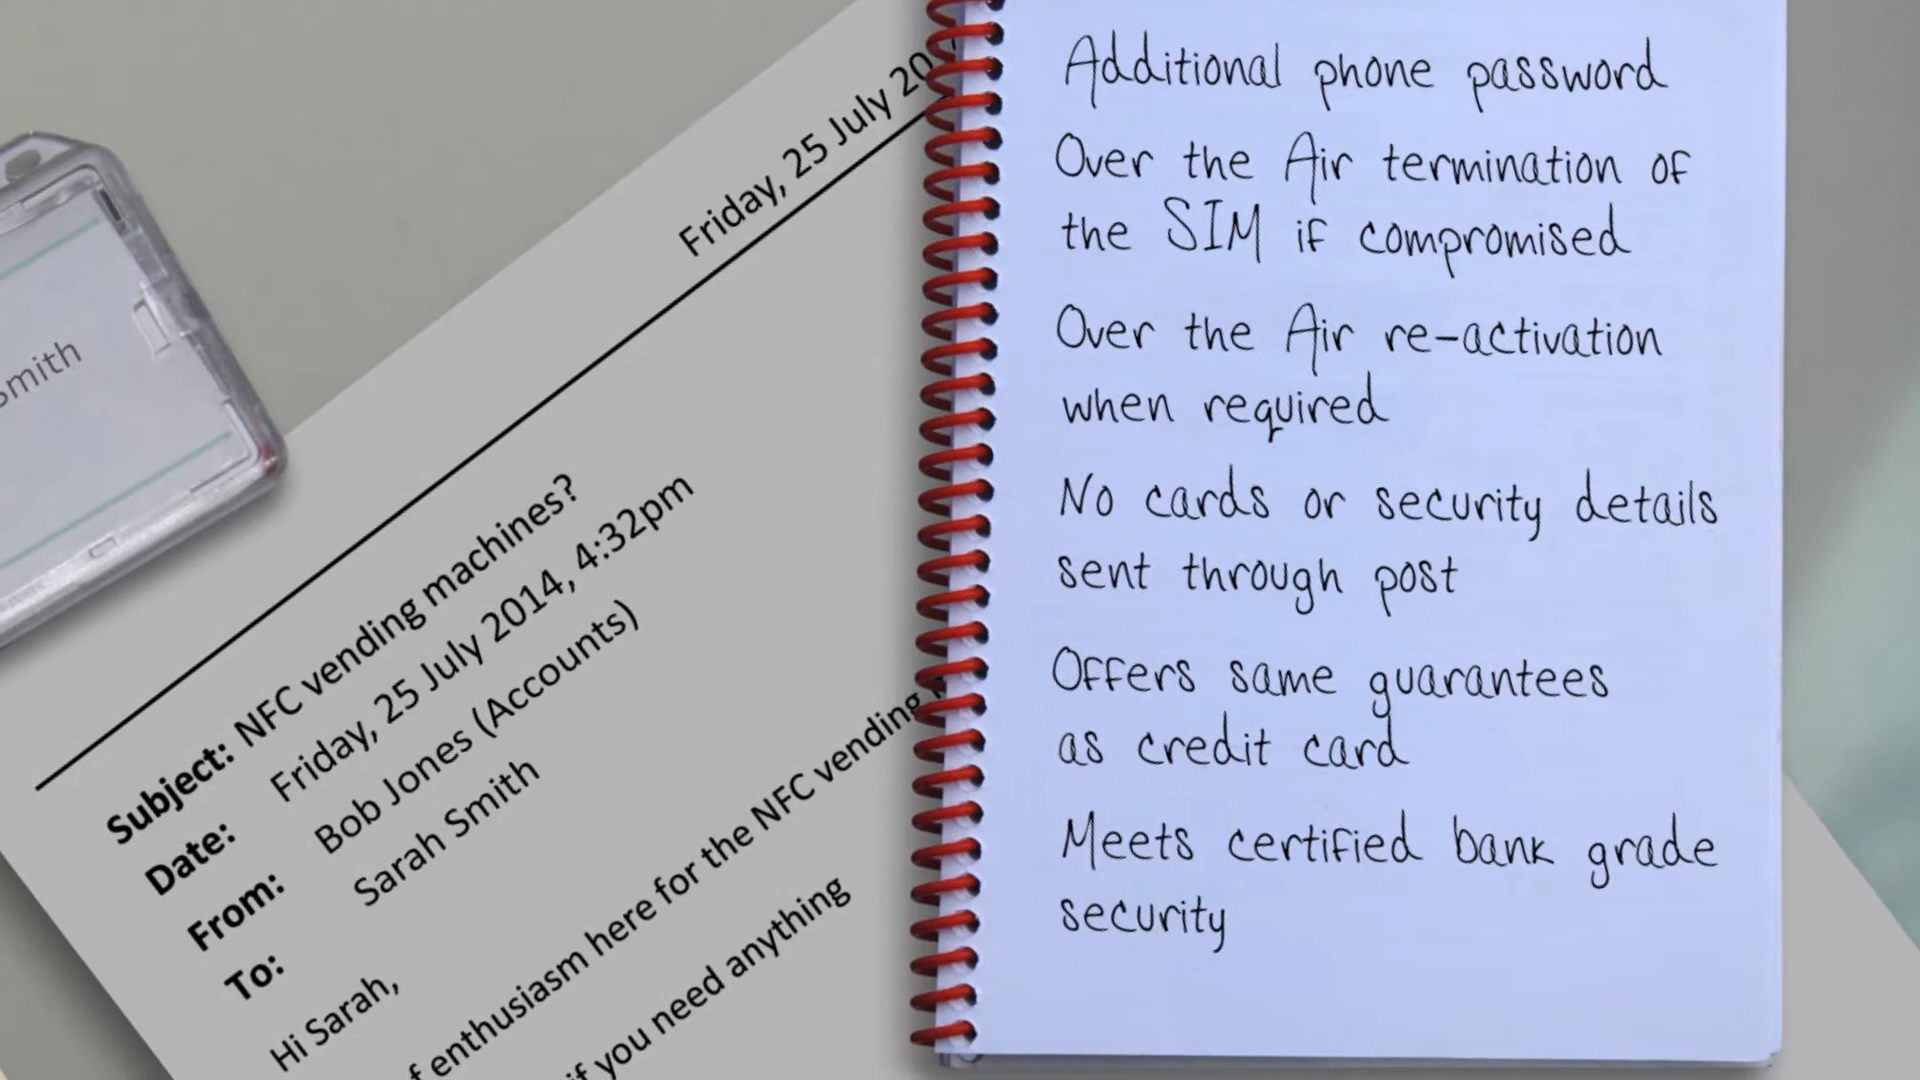 Smith
Friday, 25 July
Subject: NFC vending machines?
Date: Friday, 25 July 2014, 4:32pm
From: Bob Jones (Accounts)
To: Sarah Smith
Hi Sarah,
enthusiasm here for the NFC vending
if you need anything
Additional phone password
Over the Air termination of
the SIM if compromised
Over the Air re-activation
when required
No cards or security details
sent through post
Offers same guarantees
as credit card
Meets certified bank grade
security